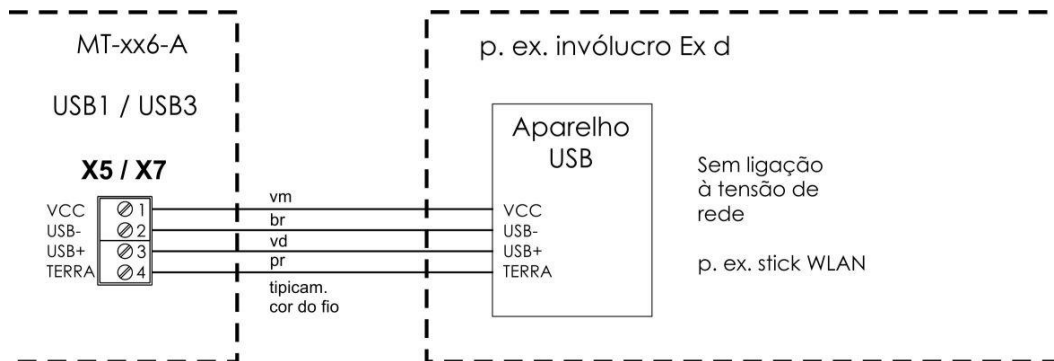 MT-xx6-A
USB1 / USB3
X5 / X7
VCC 1
USB- 2
USB+ 3
TERRA 4
vm
br
vd
pr
tipicam.
cor do fio
p. ex. invólucro Ex d
Aparelho
USB
VCC
USB-
USB+
TERRA
Sem ligação
à tensão de
rede
p. ex. stick WLAN